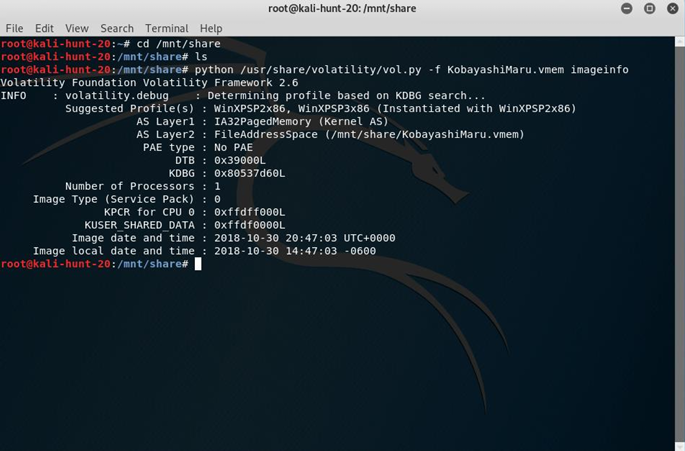 root@kali-hunt-20: /mnt/share
File Edit View Search Terminal Help
root@kali-hunt-20:~# cd /mnt/share
root@kali-hunt-20:/mnt/share# ls
root@kali-hunt-20:/mnt/share# python /usr/share/volatility/vol.py -f KobayashiMaru.vmem imageinfo
Volatility Foundation Volatility Framework 2.6
INFO    : volatility.debug    : Determining profile based on KDBG search...
Suggested Profile(s) : WinXPSP2x86, WinXPSP3x86 (Instantiated with WinXPSP2x86)
AS Layer1 : IA32PagedMemory (Kernel AS)
AS Layer2 : FileAddressSpace (/mnt/share/KobayashiMaru.vmem)
PAE type : No PAE
DTB : 0x39000L
KDBG : 0x80537d60L
Number of Processors : 1
Image Type (Service Pack) : 0
KPCR for CPU 0 : 0xffdff000L
KUSER_SHARED_DATA : 0xffdf0000L
Image date and time : 2018-10-30 20:47:03 UTC+0000
Image local date and time : 2018-10-30 14:47:03 -0600
root@kali-hunt-20:/mnt/share#